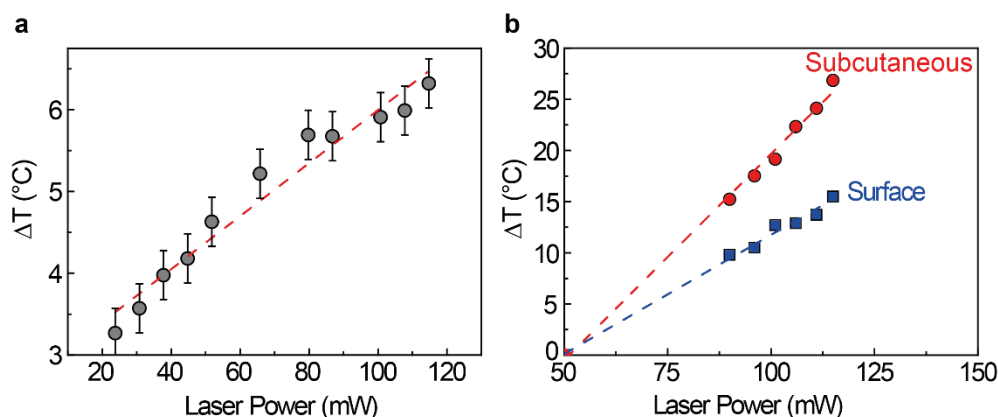 a
ΔT (°C)
6
5
4
3
20 40 60 80 100 120
Laser Power (mW)
b
ΔT (°C)
30
25
20
15
10
5
0
50 75 100 125 150
Laser Power (mW)
Subcutaneous
Surface